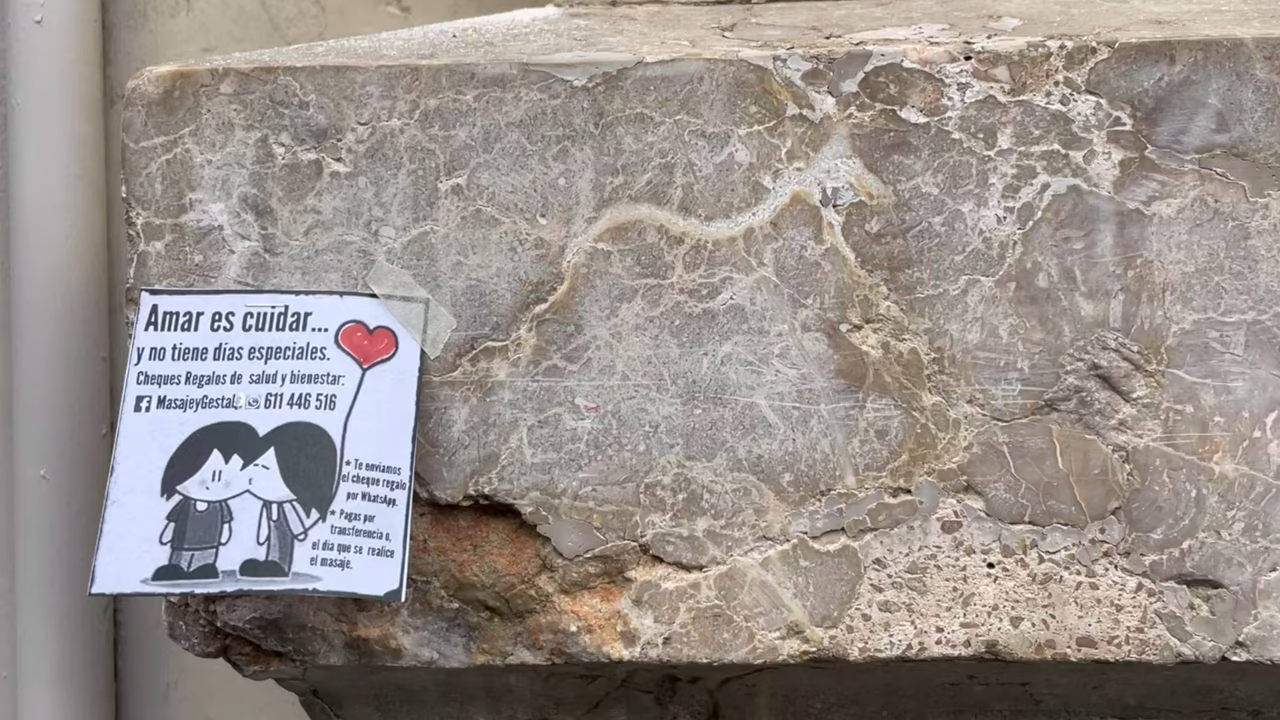 Amar es cuidar...
y no tiene días especiales.
Cheques Regalos de salud y bienestar:
611 446 516
* Te enviamos
el cheque regalo
por WhatsApp.
* Pagas por
transferencia o,
el día que se realice
el masaje.